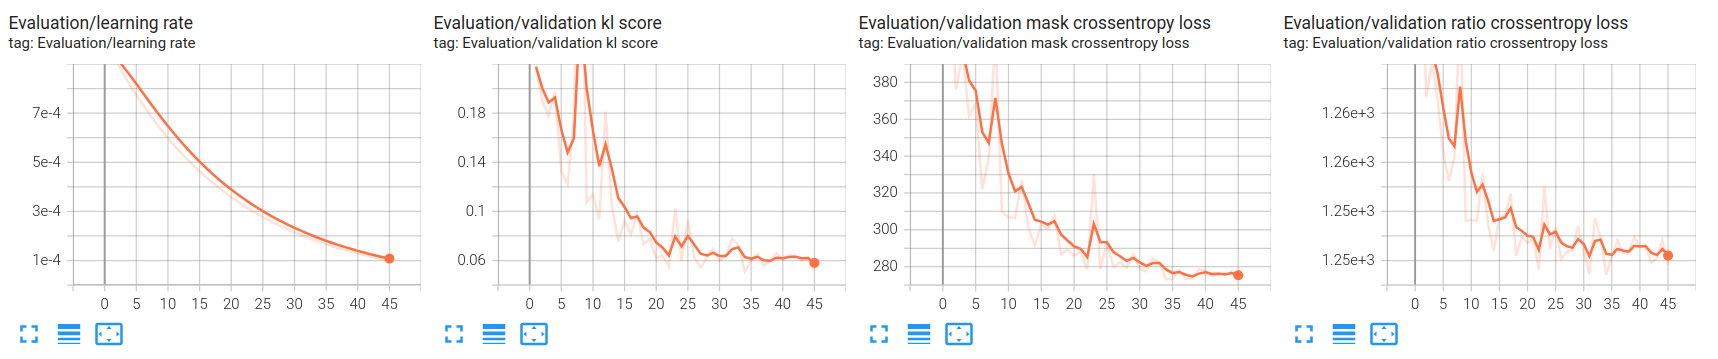 Evaluation/learning rate
tag: Evaluation/learning rate
7e-4
5e-4
3e-4
1e-4
0 5 10 15 20 25 30 35 40 45
Evaluation/validation kl score
tag: Evaluation/validation kl score
0.18
0.14
0.1
0.06
0 5 10 15 20 25 30 35 40 45
Evaluation/validation mask crossentropy loss
tag: Evaluation/validation mask crossentropy loss
380
360
340
320
300
280
0 5 10 15 20 25 30 35 40 45
Evaluation/validation ratio crossentropy loss
tag: Evaluation/validation ratio crossentropy loss
1.26e+3
1.26e+3
1.25e+3
1.25e+3
0 5 10 15 20 25 30 35 40 45